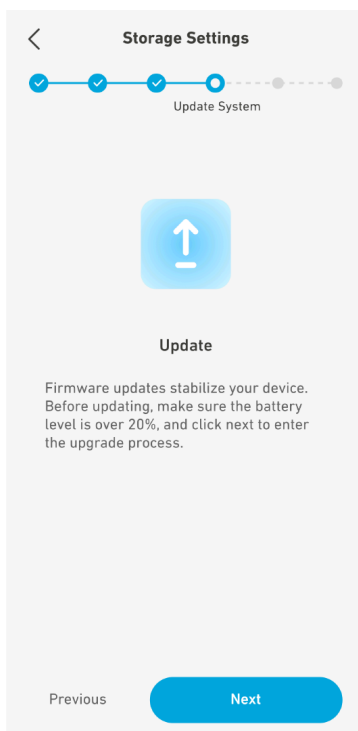 Storage Settings
Update System
Update
Firmware updates stabilize your device.
Before updating, make sure the battery
level is over 20%, and click next to enter
the upgrade process.
Previous
Next